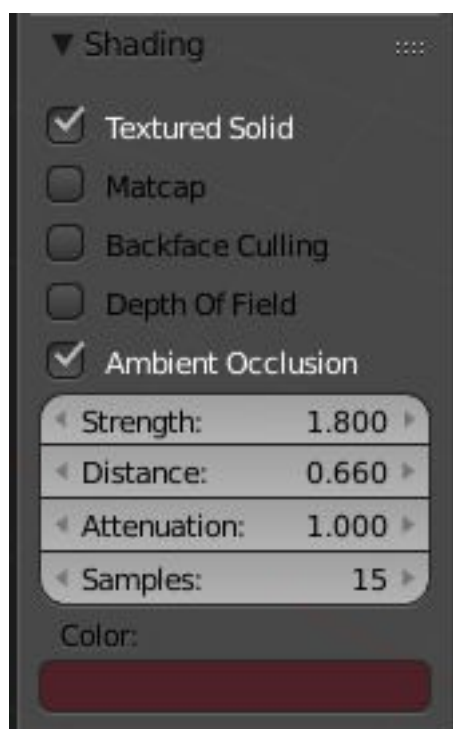 Shading
Textured Solid
Matcap
Backface Culling
Depth Of Field
Ambient Occlusion
Strength: 1.800
Distance: 0.660
Attenuation: 1.000
Samples: 15
Color: